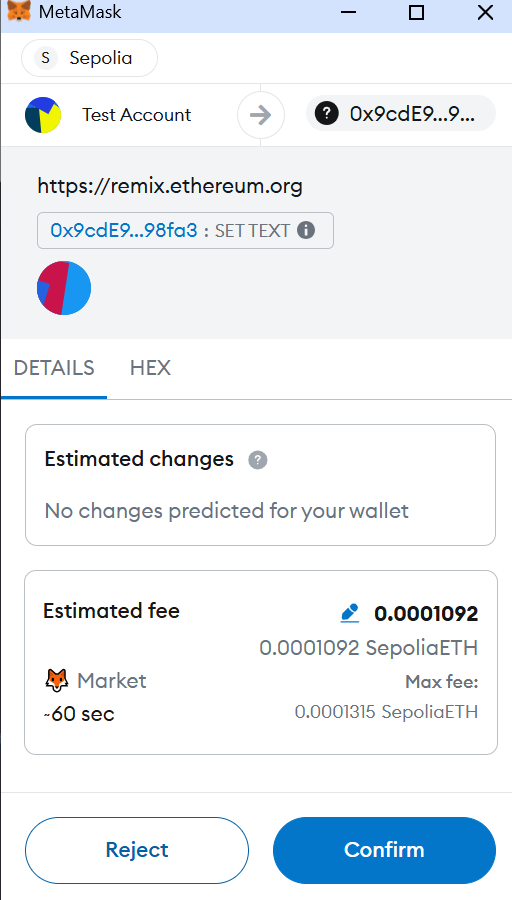 MetaMask
S Sepolia
Test Account
? 0x9cdE9...9...
https://remix.ethereum.org
0x9cdE9...98fa3 : SET TEXT i
DETAILS HEX
Estimated changes ?
No changes predicted for your wallet
Estimated fee 0.0001092
0.0001092 SepoliaETH
Market Max fee:
~60 sec 0.0001315 SepoliaETH
Reject Confirm